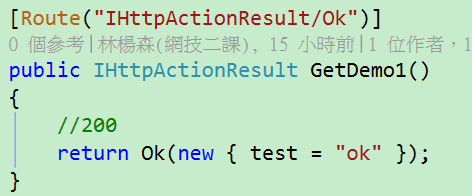 [Route("IHttpActionResult/Ok")]
0 個參考|林楊森(網技二課), 15 小時前|1 位作者，1
public IHttpActionResult GetDemo1()
{
//200
return Ok(new { test = "ok" });
}